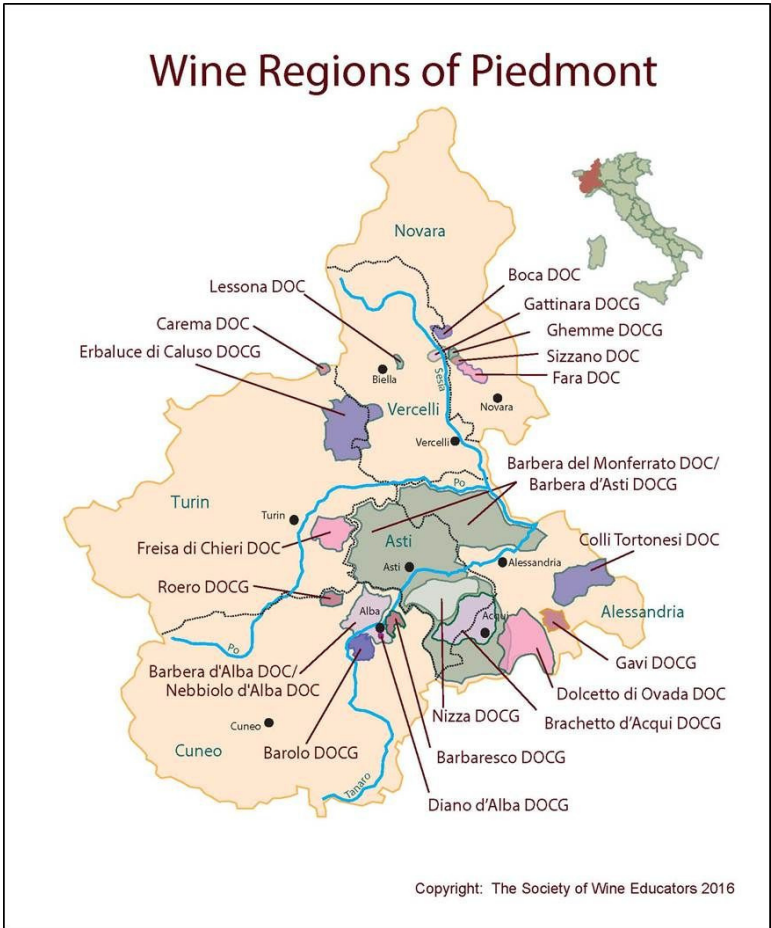 Wine Regions of Piedmont
Novara
Boca DOC
Lessona DOC
Gattinara DOCG
Carema DOC
Ghemme DOCG
Erbaluce di Caluso DOCG
Sizzano DOC
Fara DOC
Biella
Sesia
Vercelli
Novara
Vercelli
Barbera del Monferrato DOC/
Barbera d'Asti DOCG
Po
Turin
Turin
Freisa di Chieri DOC
Asti
Asti
Colli Tortonesi DOC
Alessandria
Roero DOCG
Alba
Acqui
Alessandria
Po
Gavi DOCG
Barbera d'Alba DOC/
Nebbiolo d'Alba DOC
Dolcetto di Ovada DOC
Nizza DOCG
Brachetto d'Acqui DOCG
Cuneo
Cuneo
Barolo DOCG
Barbaresco DOCG
Tanaro
Diano d'Alba DOCG
Copyright: The Society of Wine Educators 2016